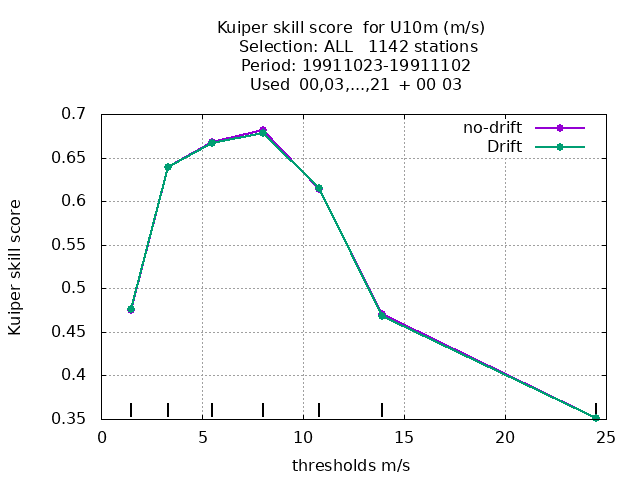 Kuiper skill score  for U10m (m/s)
Selection: ALL   1142 stations
Period: 19911023-19911102
Used  00,03,...,21  + 00 03
no-drift
Drift
0.7
0.65
0.6
0.55
0.5
0.45
0.4
0.35
Kuiper skill score
0
5
10
15
20
25
thresholds m/s